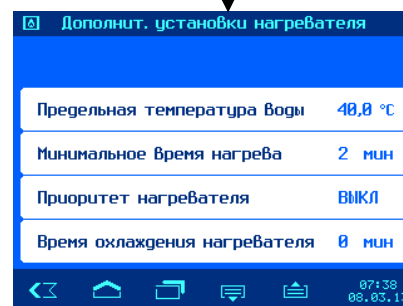 Дополнит. установки нагревателя
Предельная температура воды 40,0 °C
Минимальное время нагрева 2 мин
Приоритет нагревателя ВЫКЛ
Время охлаждения нагревателя 0 мин
07:38
08.03.1